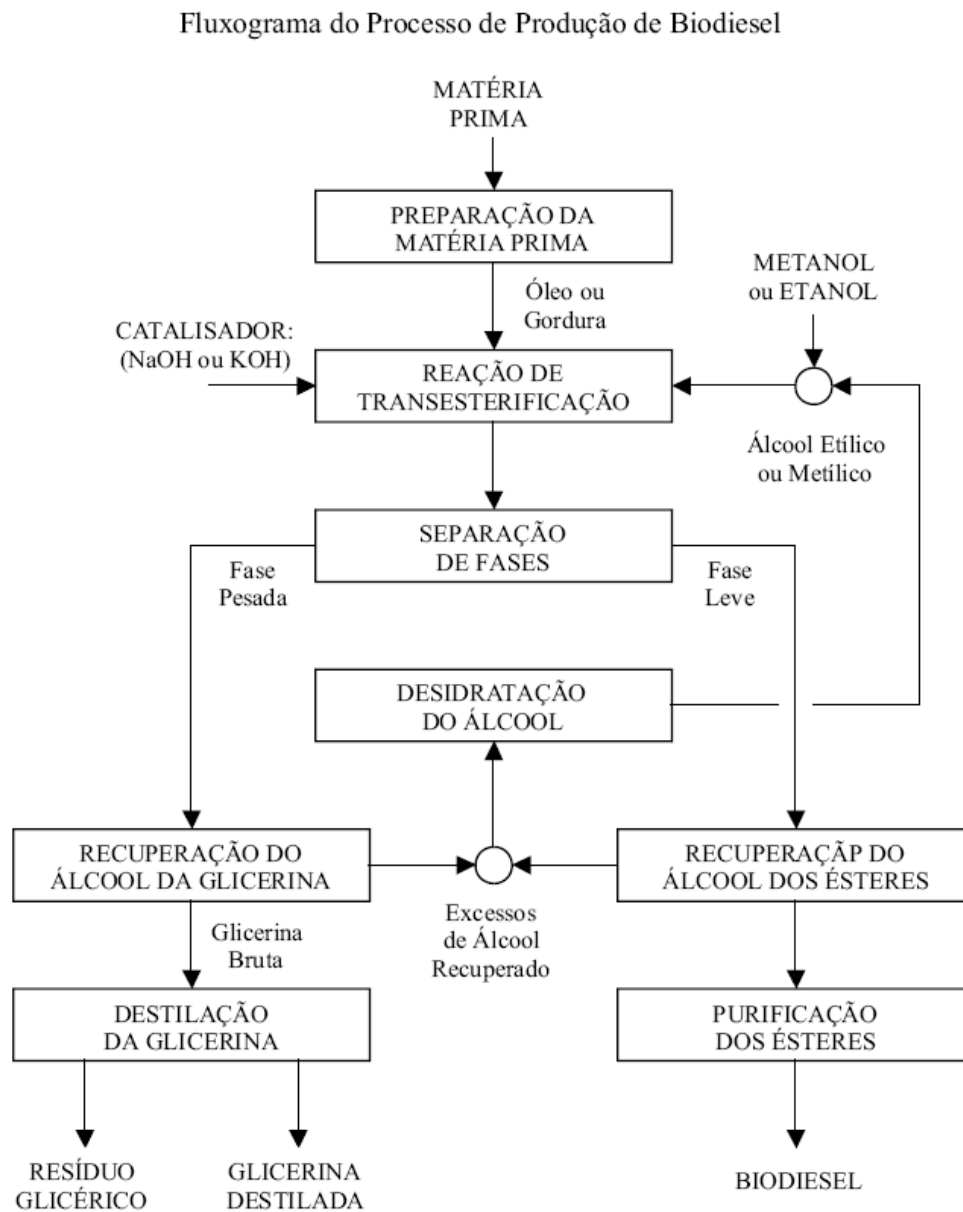 Fluxograma do Processo de Produção de Biodiesel
MATÉRIA
PRIMA
PREPARAÇÃO DA
MATÉRIA PRIMA
METANOL
ou ETANOL
Óleo ou
Gordura
CATALISADOR:
(NaOH ou KOH)
REAÇÃO DE
TRANSESTERIFICAÇÃO
Álcool Etílico
ou Metílico
SEPARAÇÃO
DE FASES
Fase
Pesada
Fase
Leve
DESIDRATAÇÃO
DO ÁLCOOL
RECUPERAÇÃO DO
ÁLCOOL DA GLICERINA
RECUPERAÇÃP DO
ÁLCOOL DOS ÉSTERES
Glicerina
Bruta
Excessos
de Álcool
Recuperado
DESTILAÇÃO
DA GLICERINA
PURIFICAÇÃO
DOS ÉSTERES
RESÍDUO
GLICÉRICO
GLICERINA
DESTILADA
BIODIESEL